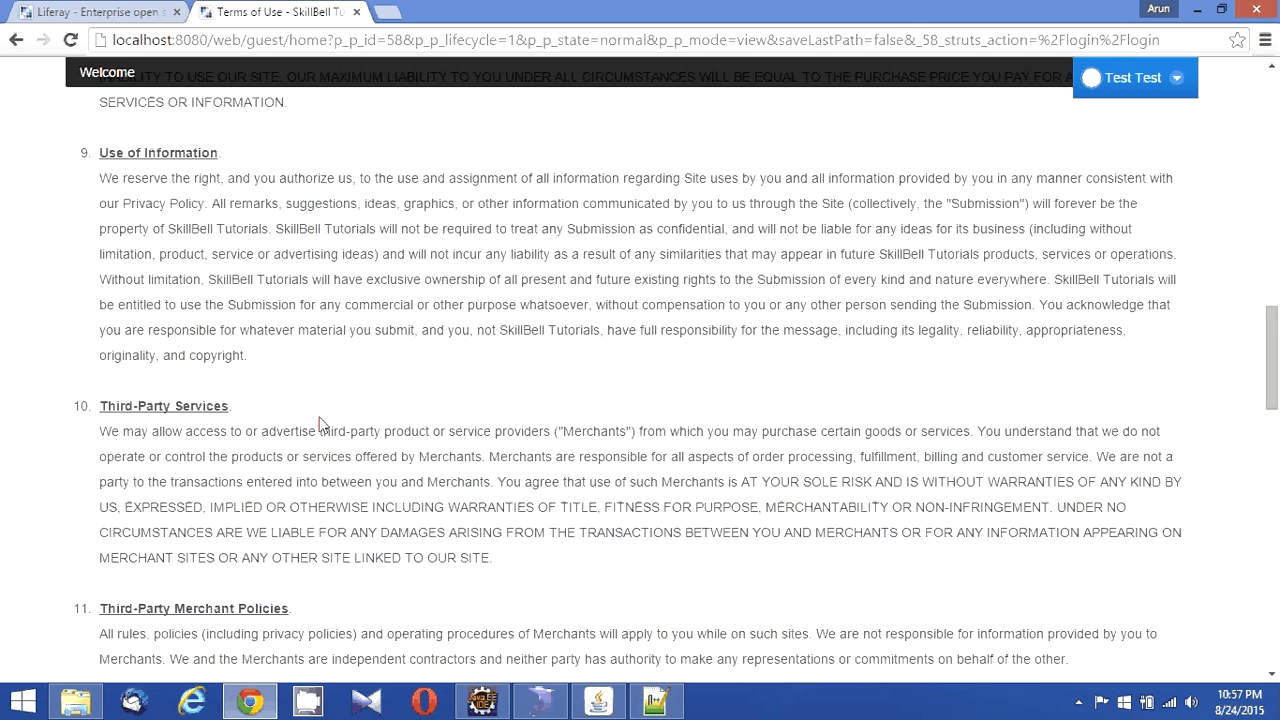 Liferay - Enterprise open s
Terms of Use - SkillBell Tu
Arun
localhost:8080/web/guest/home?p_p_id=58&p_p_lifecycle=1&p_p_state=normal&p_p_mode=view&saveLastPath=false&_58_struts_action=%2Flogin%2Flogin
Welcome
TO USE OUR SITE. OUR MAXIMUM LIABILITY TO YOU UNDER ALL CIRCUMSTANCES WILL BE EQUAL TO THE PURCHASE PRICE YOU PAY FOR A
Test Test
SERVICES OR INFORMATION.
9. Use of Information.
We reserve the right, and you authorize us, to the use and assignment of all information regarding Site uses by you and all information provided by you in any manner consistent with
our Privacy Policy. All remarks, suggestions, ideas, graphics, or other information communicated by you to us through the Site (collectively, the "Submission") will forever be the
property of SkillBell Tutorials. SkillBell Tutorials will not be required to treat any Submission as confidential, and will not be liable for any ideas for its business (including without
limitation, product, service or advertising ideas) and will not incur any liability as a result of any similarities that may appear in future SkillBell Tutorials products, services or operations.
Without limitation, SkillBell Tutorials will have exclusive ownership of all present and future existing rights to the Submission of every kind and nature everywhere. SkillBell Tutorials will
be entitled to use the Submission for any commercial or other purpose whatsoever, without compensation to you or any other person sending the Submission. You acknowledge that
you are responsible for whatever material you submit, and you, not SkillBell Tutorials, have full responsibility for the message, including its legality, reliability, appropriateness,
originality, and copyright.
10. Third-Party Services.
We may allow access to or advertise third-party product or service providers ("Merchants") from which you may purchase certain goods or services. You understand that we do not
operate or control the products or services offered by Merchants. Merchants are responsible for all aspects of order processing, fulfillment, billing and customer service. We are not a
party to the transactions entered into between you and Merchants. You agree that use of such Merchants is AT YOUR SOLE RISK AND IS WITHOUT WARRANTIES OF ANY KIND BY
US, EXPRESSED, IMPLIED OR OTHERWISE INCLUDING WARRANTIES OF TITLE, FITNESS FOR PURPOSE, MERCHANTABILITY OR NON-INFRINGEMENT. UNDER NO
CIRCUMSTANCES ARE WE LIABLE FOR ANY DAMAGES ARISING FROM THE TRANSACTIONS BETWEEN YOU AND MERCHANTS OR FOR ANY INFORMATION APPEARING ON
MERCHANT SITES OR ANY OTHER SITE LINKED TO OUR SITE.
11. Third-Party Merchant Policies.
All rules, policies (including privacy policies) and operating procedures of Merchants will apply to you while on such sites. We are not responsible for information provided by you to
Merchants. We and the Merchants are independent contractors and neither party has authority to make any representations or commitments on behalf of the other.
10:57 PM
8/24/2015